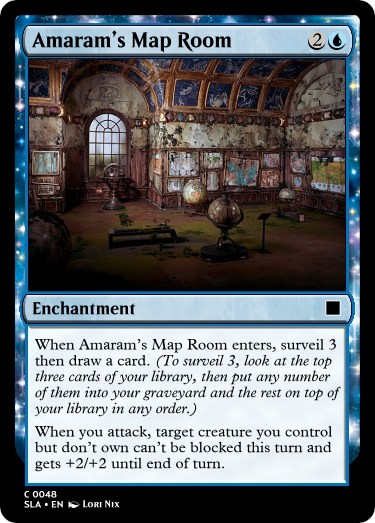 Amaram's Map Room 2
Enchantment
When Amaram's Map Room enters, surveil 3
then draw a card. (To surveil 3, look at the top
three cards of your library, then put any number
of them into your graveyard and the rest on top of
your library in any order.)
When you attack, target creature you control
but don't own can't be blocked this turn and
gets +2/+2 until end of turn.
C 0048
SLA • EN Lori Nix